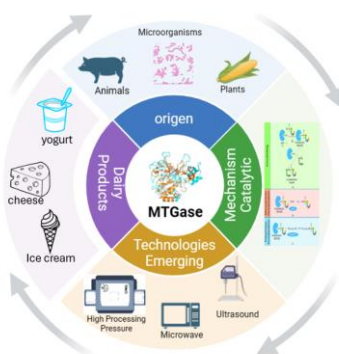 Microorganisms
Animals
Plants
origen
yogurt
cheese
Ice cream
Dairy
Products
MTGase
Mechanism
Catalytic
Technologies
Emerging
High Processing
Pressure
Microwave
Ultrasound